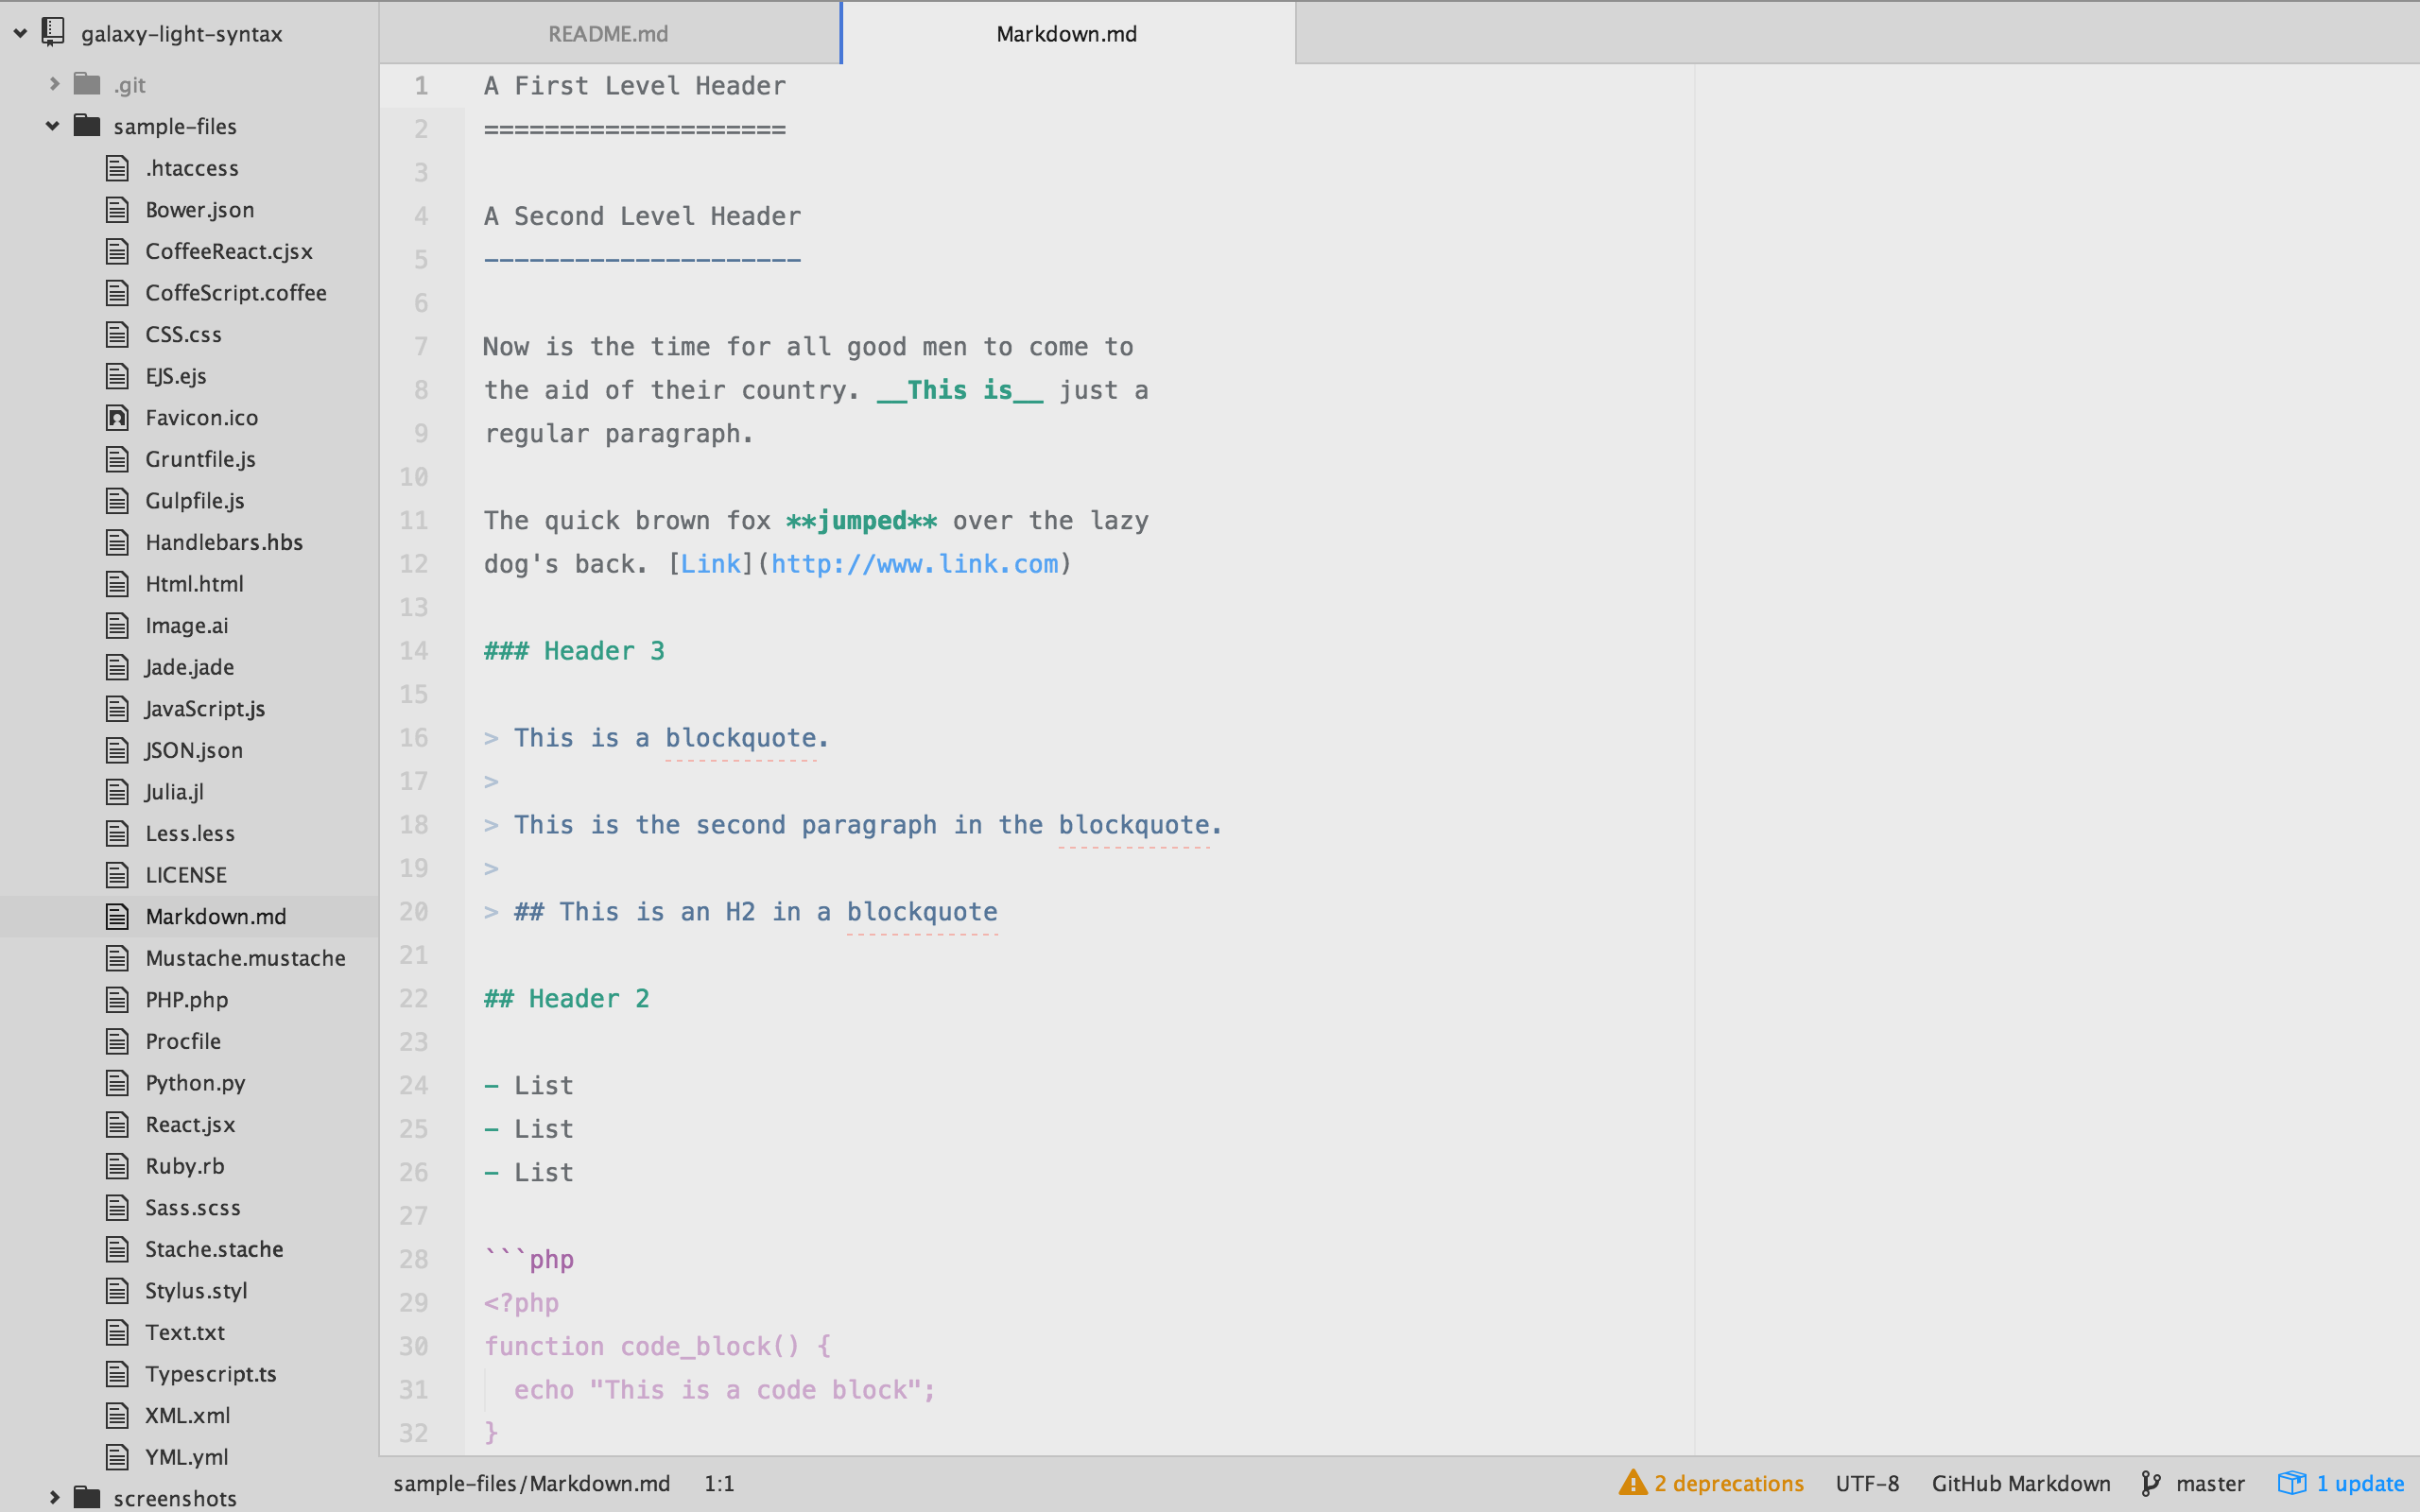 galaxy-light-syntax
.git
sample-files
.htaccess
Bower.json
CoffeeReact.cjsx
CoffeScript.coffee
CSS.css
EJS.ejs
Favicon.ico
Gruntfile.js
Gulpfile.js
Handlebars.hbs
Html.html
Image.ai
Jade.jade
JavaScript.js
JSON.json
Julia.jl
Less.less
LICENSE
Markdown.md
Mustache.mustache
PHP.php
Procfile
Python.py
React.jsx
Ruby.rb
Sass.scss
Stache.stache
Stylus.styl
Text.txt
Typescript.ts
XML.xml
YML.yml
screenshots
README.md
Markdown.md
1 A First Level Header
2 ====================
3
4 A Second Level Header
5 ---------------------
6
7 Now is the time for all good men to come to
8 the aid of their country. __This is__ just a
9 regular paragraph.
10
11 The quick brown fox **jumped** over the lazy
12 dog's back. [Link](http://www.link.com)
13
14 ### Header 3
15
16 > This is a blockquote.
17 >
18 > This is the second paragraph in the blockquote.
19 >
20 > ## This is an H2 in a blockquote
21
22 ## Header 2
23
24 - List
25 - List
26 - List
27
28 ```php
29 <?php
30 function code_block() {
31   echo "This is a code block";
32 }
sample-files/Markdown.md 1:1 2 deprecations UTF-8 GitHub Markdown master 1 update